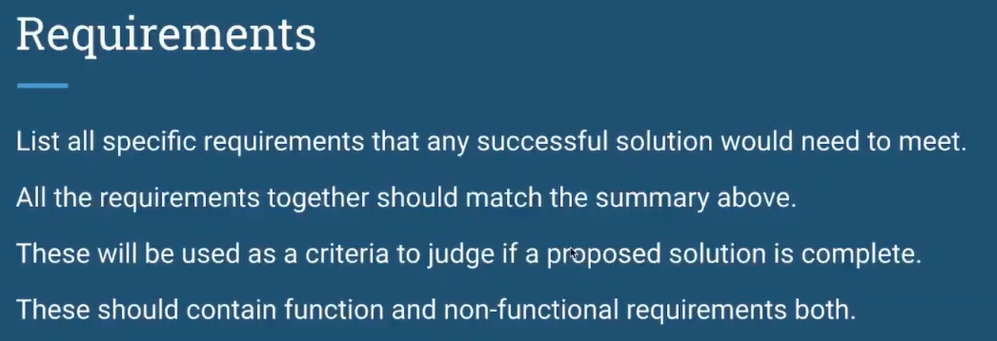 Requirements
List all specific requirements that any successful solution would need to meet.
All the requirements together should match the summary above.
These will be used as a criteria to judge if a proposed solution is complete.
These should contain function and non-functional requirements both.